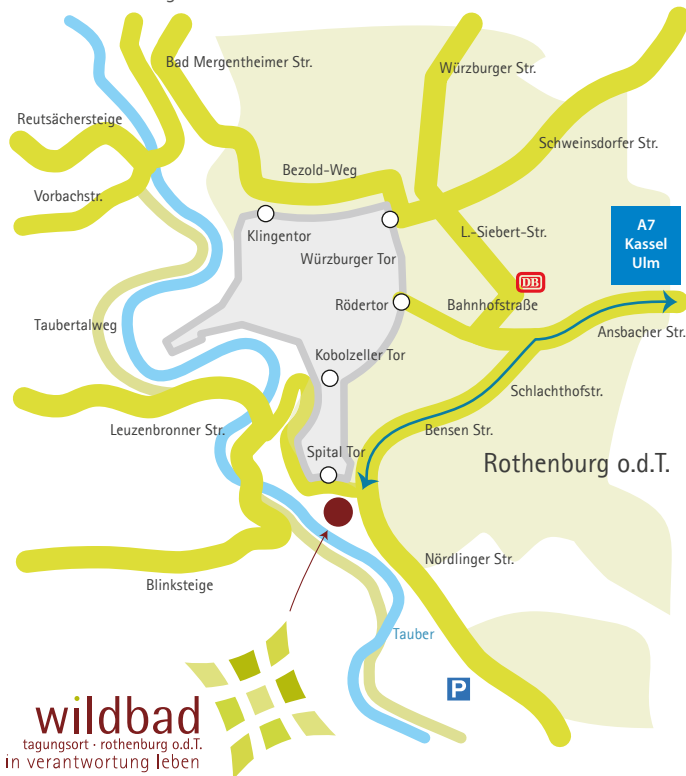 Bad Mergentheimer Str.
Würzburger Str.
Reutsächersteige
Schweinsdorfer Str.
Bezold-Weg
Vorbachstr.
Klingentor
L.-Siebert-Str.
A7
Kassel
Ulm
Würzburger Tor
DB
Rödertor
Bahnhofstraße
Taubertalweg
Ansbacher Str.
Kobolzeller Tor
Schlachthofstr.
Leuzenbronner Str.
Bensen Str.
Spital Tor
Rothenburg o.d.T.
Nördlinger Str.
Blinksteige
Tauber
P
wildbad
tagungsort · rothenburg o.d.T.
in verantwortung leben